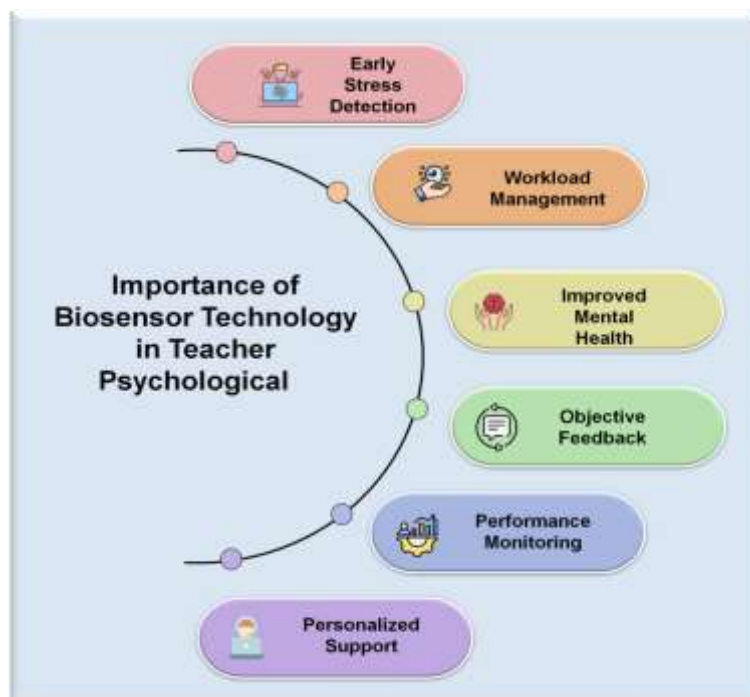 Early
Stress
Detection
Workload
Management
Importance of
Biosensor Technology
in Teacher
Psychological
Improved
Mental
Health
Objective
Feedback
Performance
Monitoring
Personalized
Support